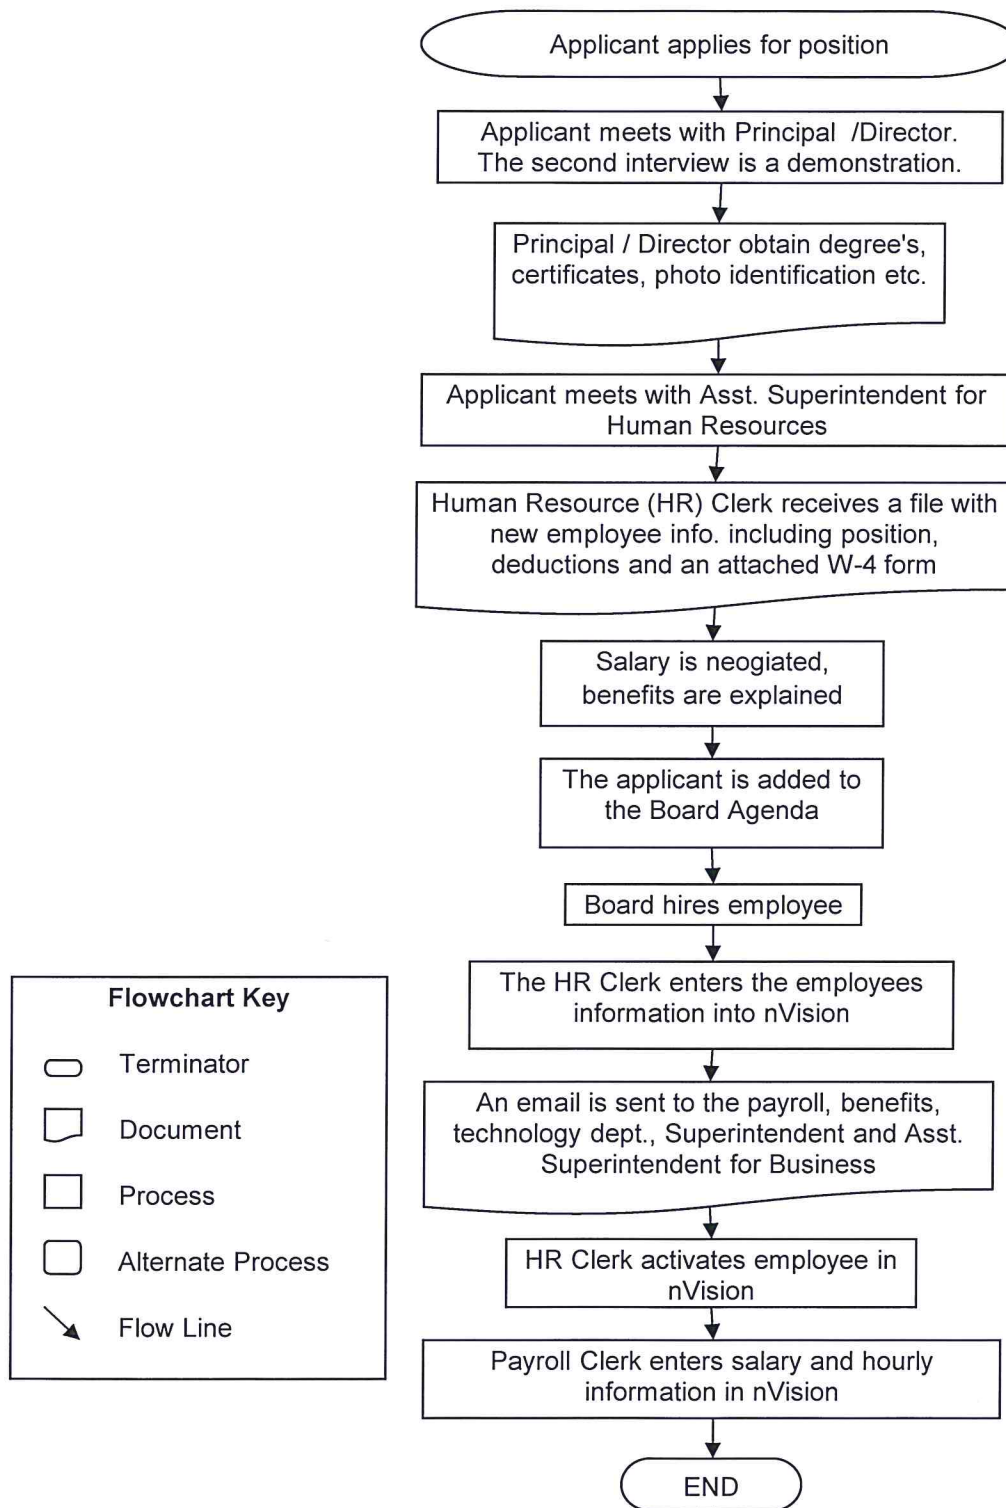 Applicant applies for position
Applicant meets with Principal /Director.
The second interview is a demonstration.
Principal / Director obtain degree's,
certificates, photo identification etc.
Applicant meets with Asst. Superintendent for
Human Resources
Human Resource (HR) Clerk receives a file with
new employee info. including position,
deductions and an attached W-4 form
Salary is neogiated,
benefits are explained
The applicant is added to
the Board Agenda
Board hires employee
The HR Clerk enters the employees
information into nVision
An email is sent to the payroll, benefits,
technology dept., Superintendent and Asst.
Superintendent for Business
HR Clerk activates employee in
nVision
Payroll Clerk enters salary and hourly
information in nVision
END
Flowchart Key
Terminator
Document
Process
Alternate Process
Flow Line